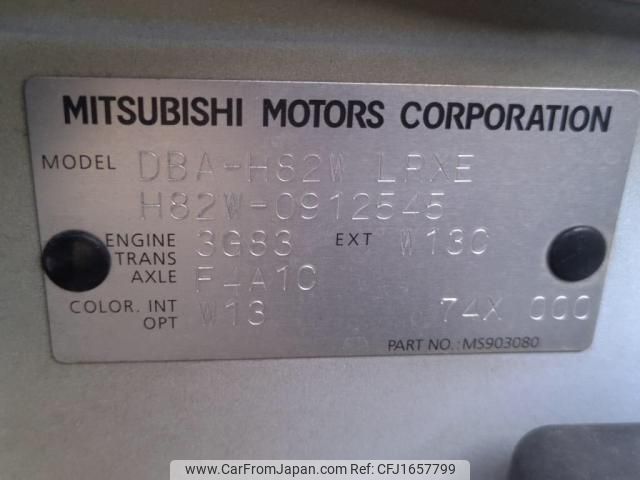 MITSUBISHI MOTORS CORPORATION
MODEL DBA-H82W LRXE
H82W-0912545
ENGINE 3G83 EXT W13C
TRANS
AXLE F4A1C
COLOR. INT
OPT W13 74X 000
PART NO.: MS903080
www.CarFromJapan.com - ID: CFJ1657799